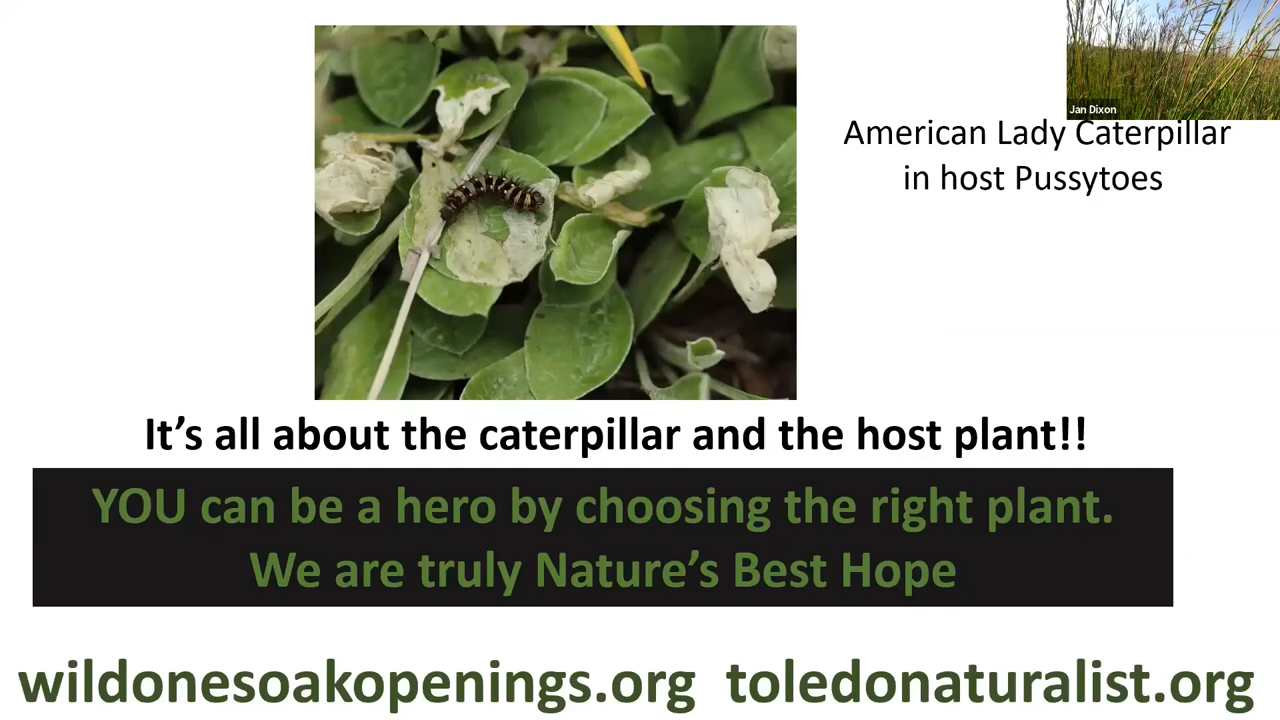 Jan Dixon
American Lady Caterpillar
in host Pussytoes
It's all about the caterpillar and the host plant!!
YOU can be a hero by choosing the right plant.
We are truly Nature's Best Hope
wildonesoakopenings.org toledonaturalist.org